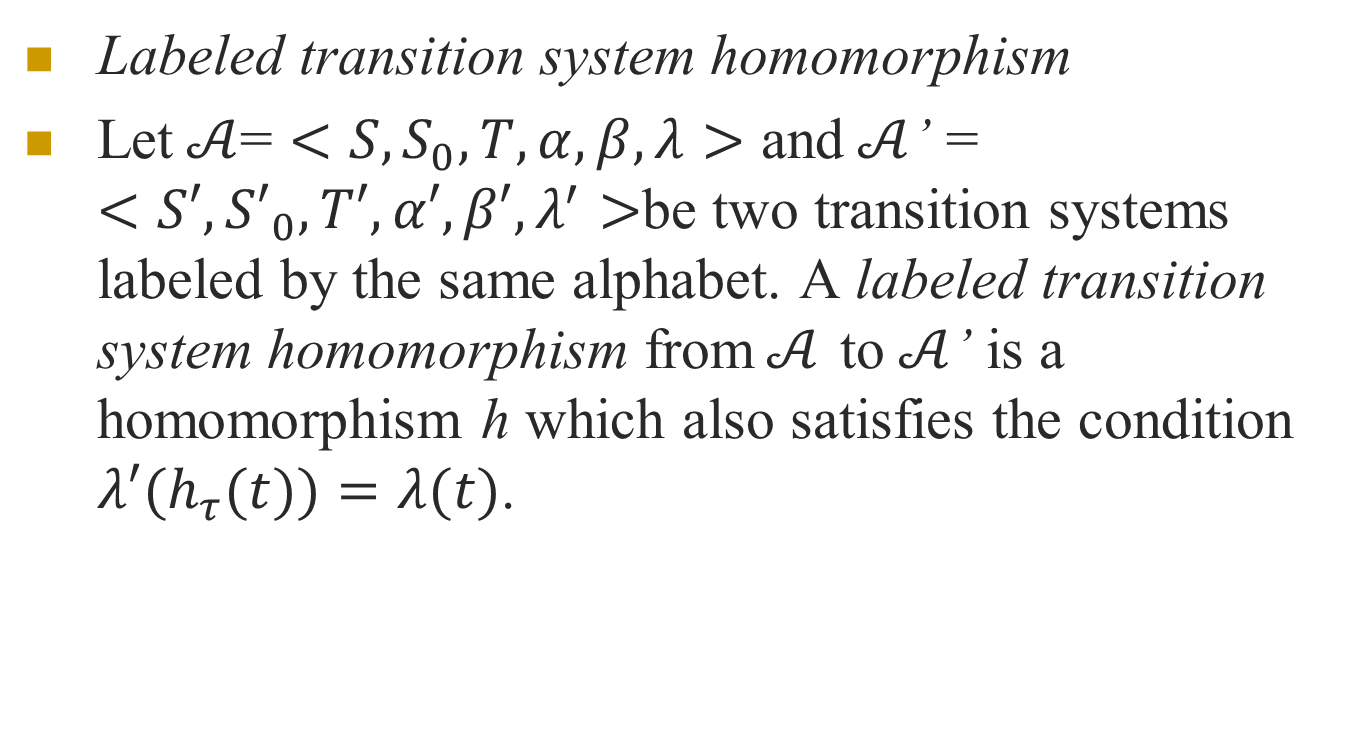 ■ Labeled transition system homomorphism
■ Let 𝒜= < S, S₀, T, α, β, λ > and 𝒜 ’ =
< S′, S′₀, T′, α′, β′, λ′ >be two transition systems
labeled by the same alphabet. A labeled transition
system homomorphism from 𝒜 to 𝒜 ’ is a
homomorphism h which also satisfies the condition
λ′(h_τ(t)) = λ(t).